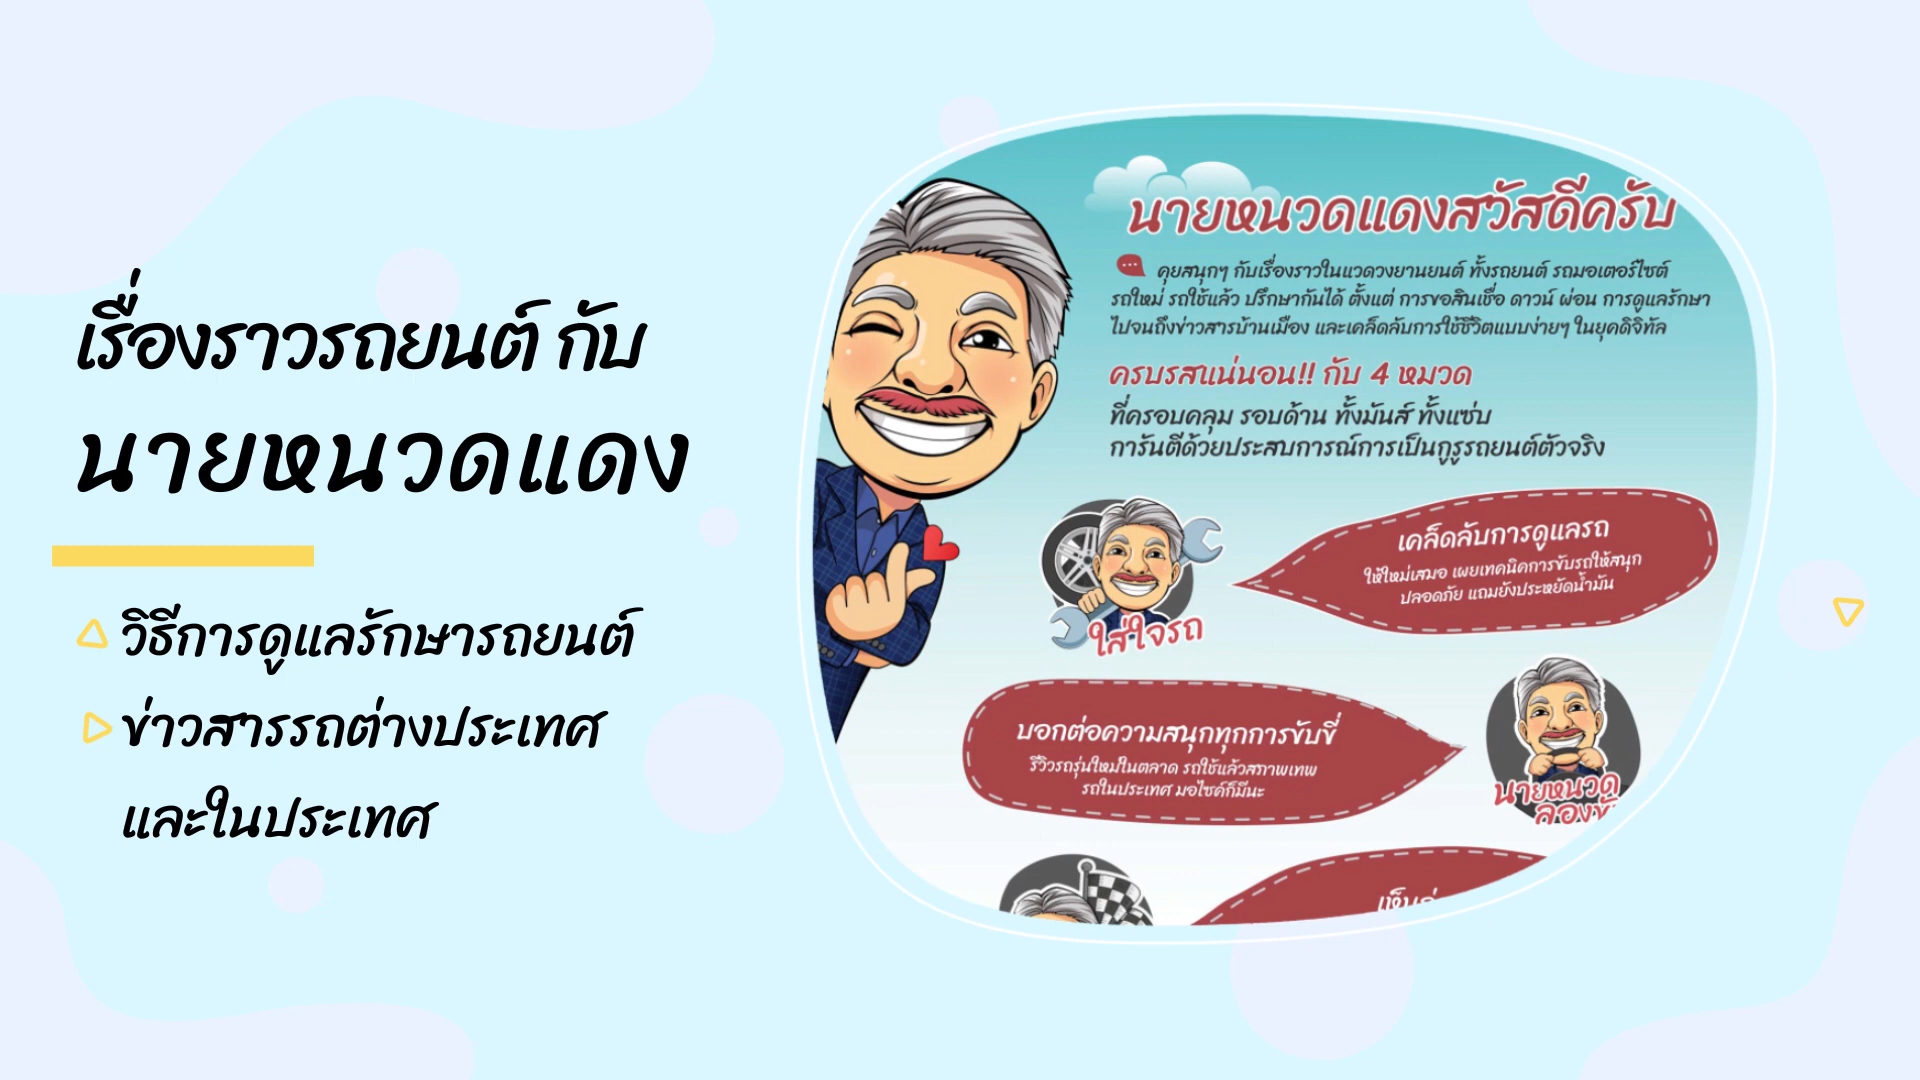 เรื่องราวรถยนต์ กับ
นายหนวดแดง
วิธีการดูแลรักษารถยนต์
ข่าวสารรถต่างประเทศ
และในประเทศ
นายหนวดแดงสวัสดีครับ
คุยสนุกๆ กับเรื่องราวในแวดวงยานยนต์ ทั้งรถยนต์ รถมอเตอร์ไซต์
รถใหม่ รถใช้แล้ว ปรึกษากันได้ ตั้งแต่ การขอสินเชื่อ ดาวน์ ผ่อน การดูแลรักษา
ไปจนถึงข่าวสารบ้านเมือง และเคล็ดลับการใช้ชีวิตแบบง่ายๆ ในยุคดิจิทัล
ครบรสแน่นอน!! กับ 4 หมวด
ที่ครอบคลุม รอบด้าน ทั้งมันส์ ทั้งแซ่บ
การันตีด้วยประสบการณ์การเป็นกูรูรถยนต์ตัวจริง
เคล็ดลับการดูแลรถ
ให้ใหม่เสมอ เผยเทคนิคการขับรถให้สนุก
ปลอดภัย แถมยังประหยัดน้ำมัน
ใส่ใจรถ
บอกต่อความสนุกทุกการขับขี่
รีวิวรถรุ่นใหม่ในตลาด รถใช้แล้วสภาพเทพ
รถในประเทศ มอไซค์ก็มีนะ
นายหนวด